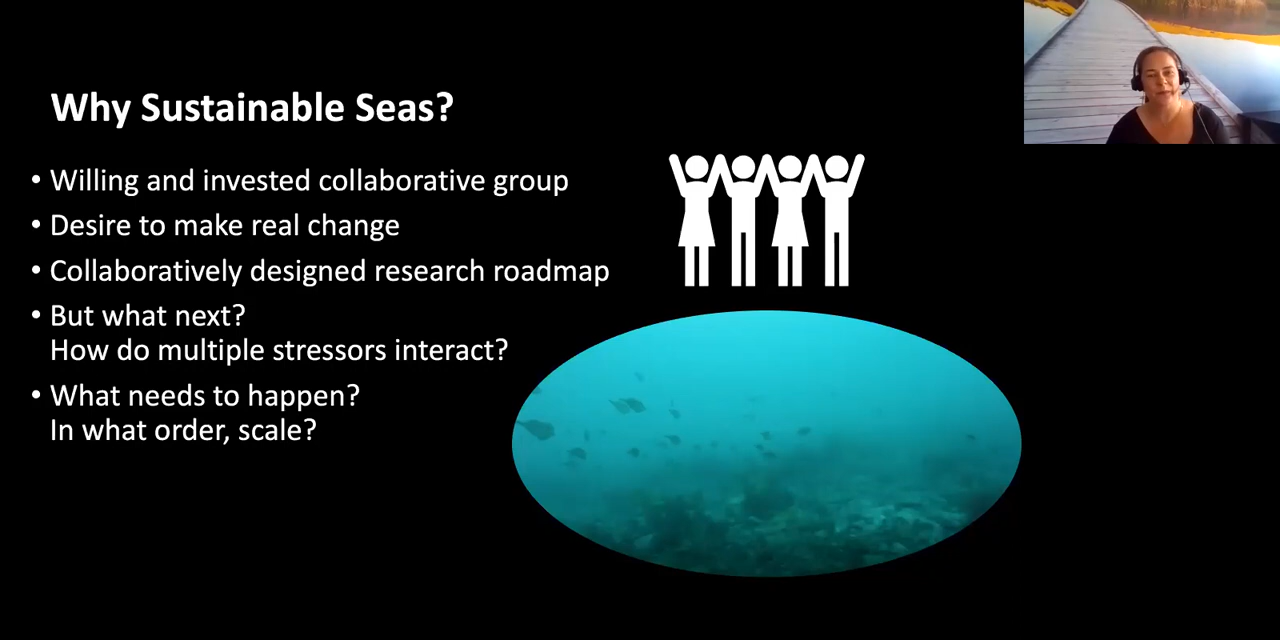 Why Sustainable Seas?
• Willing and invested collaborative group
• Desire to make real change
• Collaboratively designed research roadmap
• But what next?
How do multiple stressors interact?
• What needs to happen?
In what order, scale?